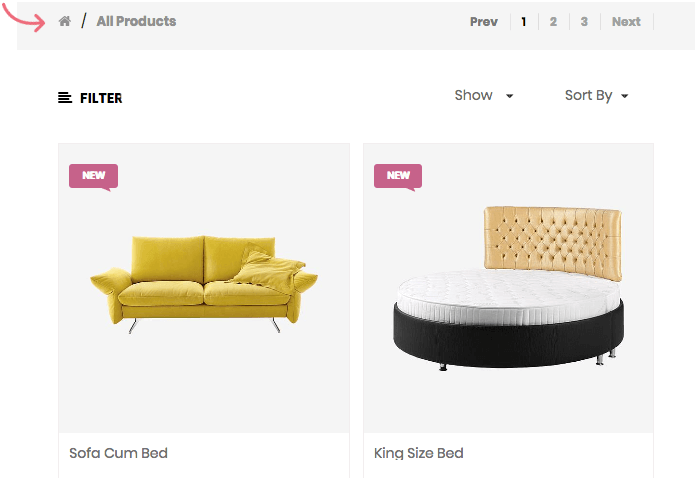 / All Products Prev 1 2 3 Next
FILTER Show Sort By
NEW NEW
Sofa Cum Bed King Size Bed